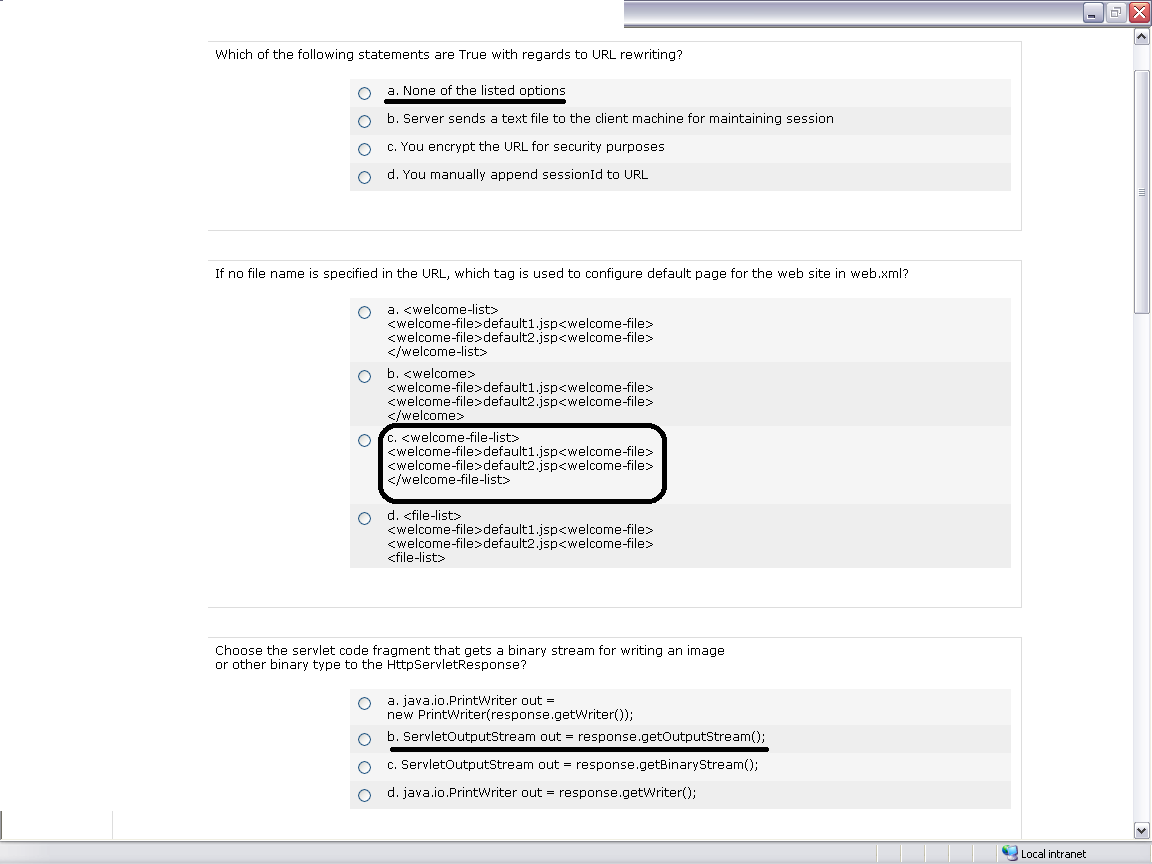 Which of the following statements are True with regards to URL rewriting?
a. None of the listed options
b. Server sends a text file to the client machine for maintaining session
c. You encrypt the URL for security purposes
d. You manually append sessionId to URL
If no file name is specified in the URL, which tag is used to configure default page for the web site in web.xml?
a. <welcome-list>
<welcome-file>default1.jsp<welcome-file>
<welcome-file>default2.jsp<welcome-file>
</welcome-list>
b. <welcome>
<welcome-file>default1.jsp<welcome-file>
<welcome-file>default2.jsp<welcome-file>
</welcome>
c. <welcome-file-list>
<welcome-file>default1.jsp<welcome-file>
<welcome-file>default2.jsp<welcome-file>
</welcome-file-list>
d. <file-list>
<welcome-file>default1.jsp<welcome-file>
<welcome-file>default2.jsp<welcome-file>
<file-list>
Choose the servlet code fragment that gets a binary stream for writing an image
or other binary type to the HttpServletResponse?
a. java.io.PrintWriter out =
new PrintWriter(response.getWriter());
b. ServletOutputStream out = response.getOutputStream();
c. ServletOutputStream out = response.getBinaryStream();
d. java.io.PrintWriter out = response.getWriter();
Local intranet